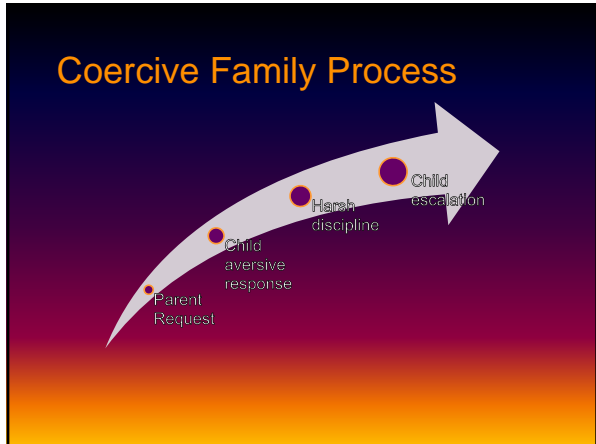 Coercive Family Process
Parent
Request
Child
aversive
response
Harsh
discipline
Child
escalation